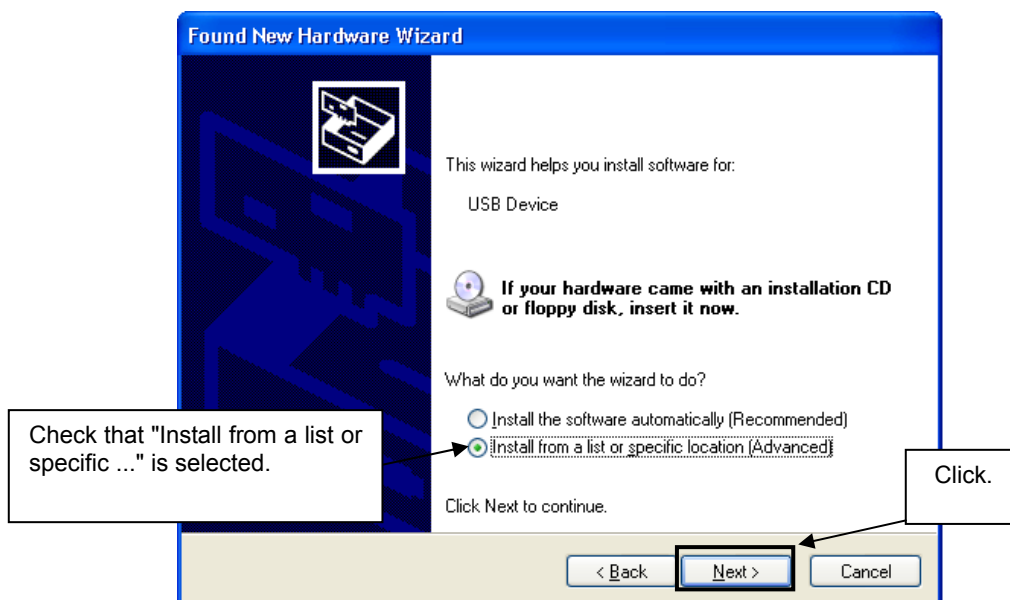 Found New Hardware Wizard
This wizard helps you install software for:
USB Device
If your hardware came with an installation CD
or floppy disk, insert it now.
What do you want the wizard to do?
Install the software automatically (Recommended)
Install from a list or specific location (Advanced)
Check that "Install from a list or
specific ..." is selected.
Click.
Click Next to continue.
< Back
Next >
Cancel